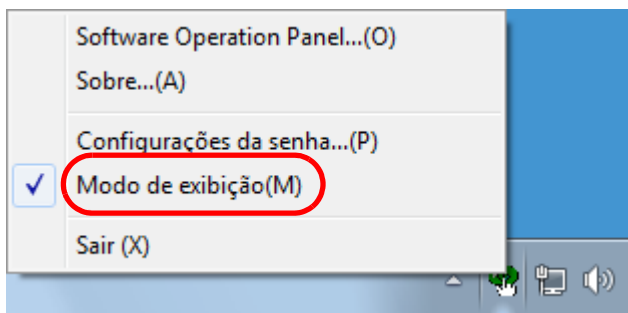 Software Operation Panel...(O)
Sobre...(A)
Configurações da senha...(P)
Modo de exibição(M)
Sair (X)